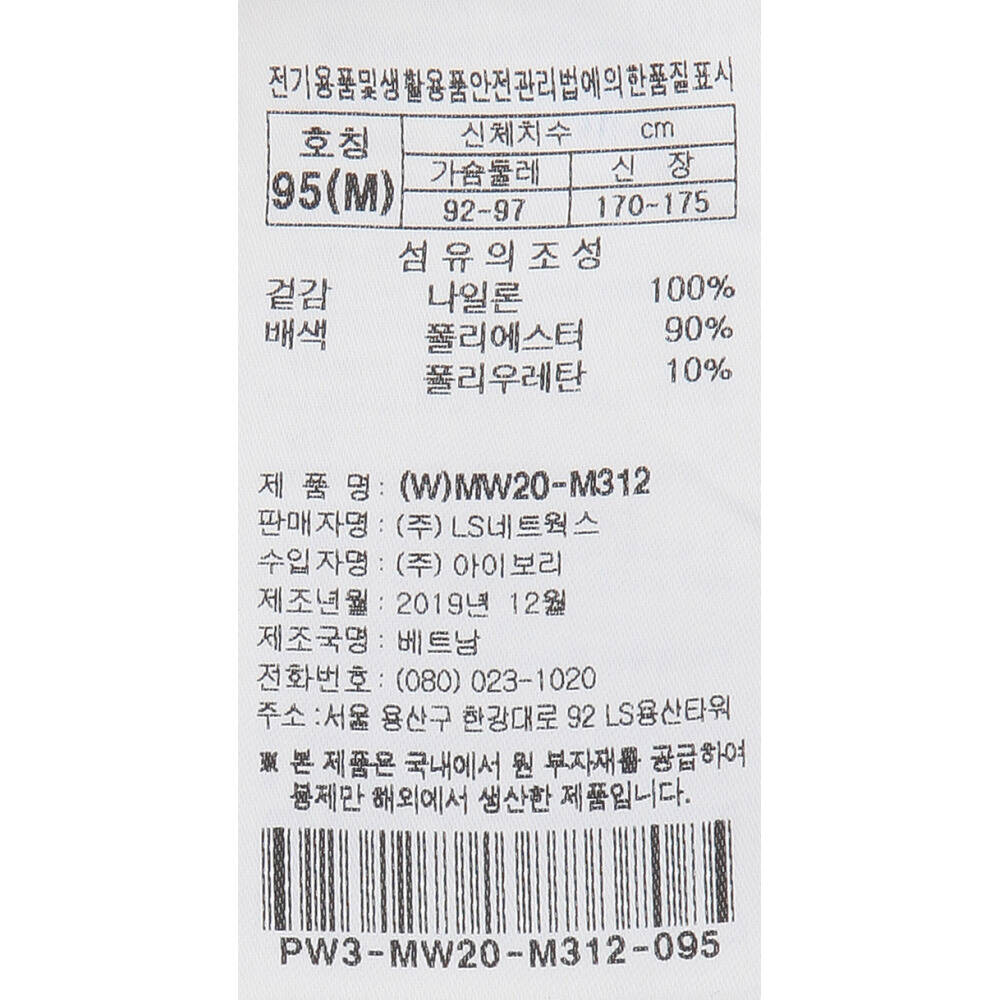 전기용품및생활용품안전관리법에의한품질표시
호칭 신체치수 cm
가슴둘레 신 장
95(M) 92-97 170~175
섬유의조성
겉감 나일론 100%
배색 폴리에스터 90%
폴리우레탄 10%
제 품 명: (W)MW20-M312
판매자명: (주) LS네트웍스
수입자명: (주) 아이보리
제조년월: 2019년 12월
제조국명: 베트남
전화번호: (080) 023-1020
주소:서울 용산구 한강대로 92 LS용산타워
※ 본 제품은 국내에서 원 부자재를 공급하여
봉제만 해외에서 생산한 제품입니다.
PW3-MW20-M312-095